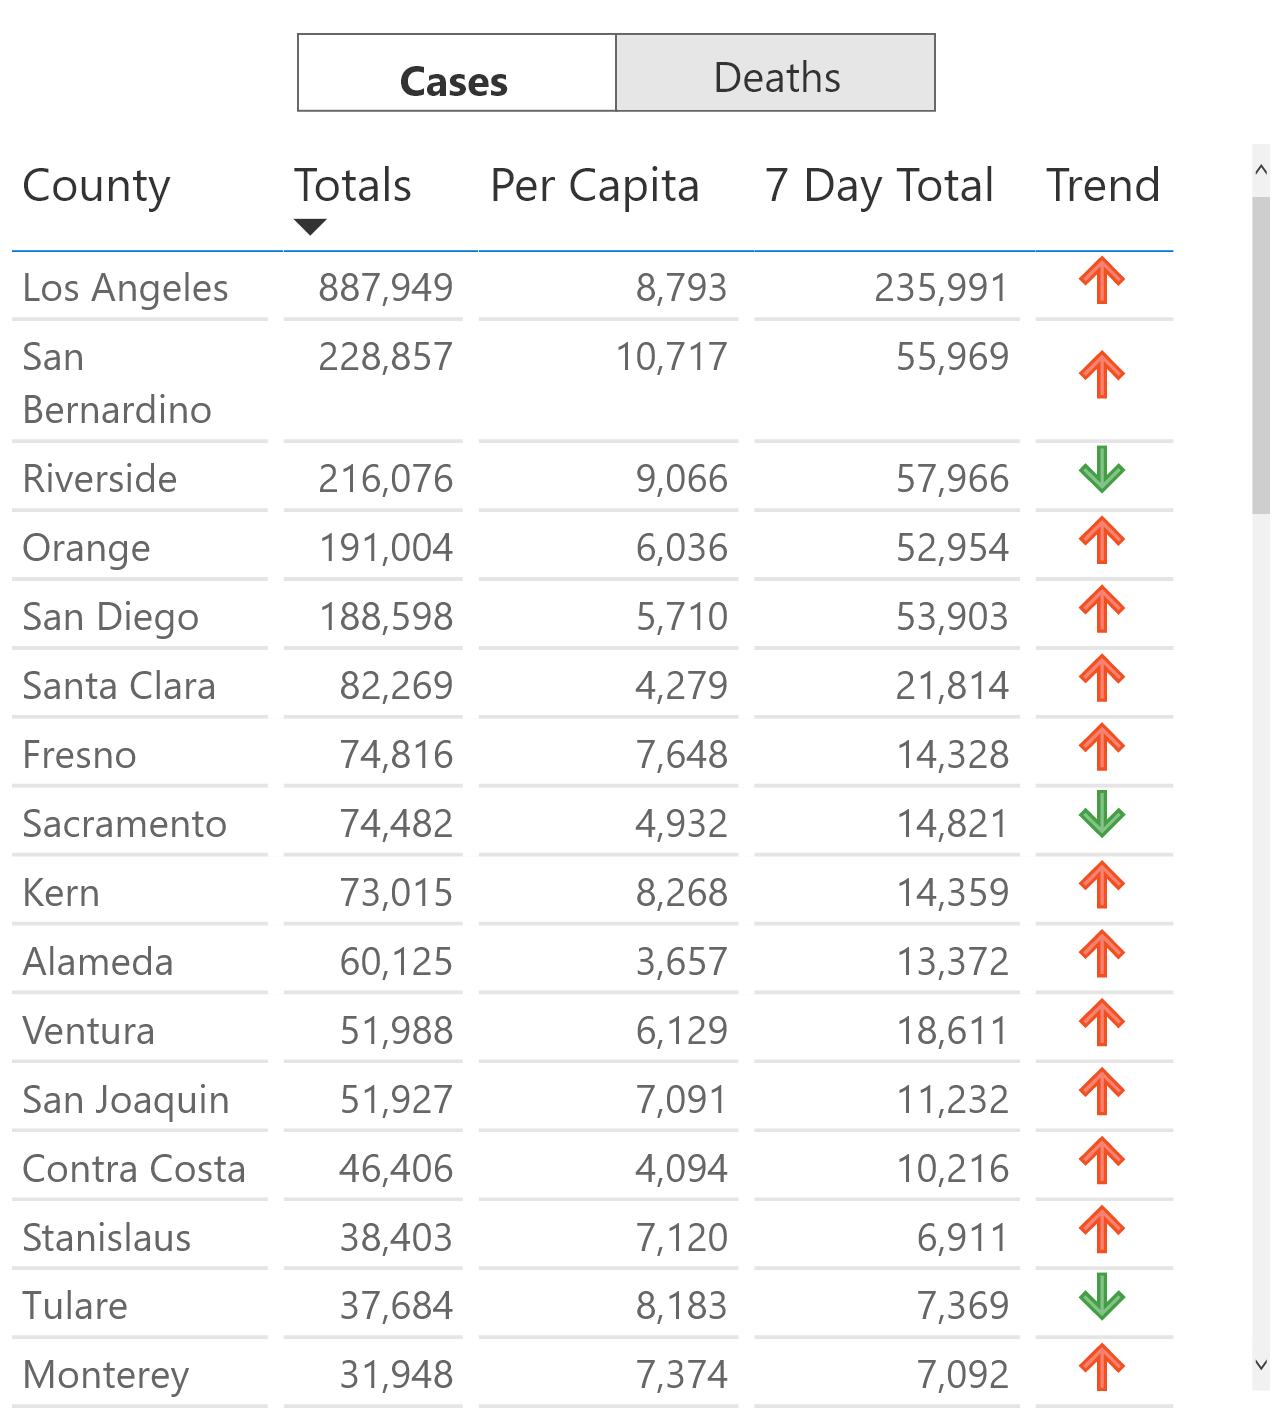 Cases Deaths
County Totals Per Capita 7 Day Total Trend
Los Angeles 887,949 8,793 235,991
San 228,857 10,717 55,969
Bernardino
Riverside 216,076 9,066 57,966
Orange 191,004 6,036 52,954
San Diego 188,598 5,710 53,903
Santa Clara 82,269 4,279 21,814
Fresno 74,816 7,648 14,328
Sacramento 74,482 4,932 14,821
Kern 73,015 8,268 14,359
Alameda 60,125 3,657 13,372
Ventura 51,988 6,129 18,611
San Joaquin 51,927 7,091 11,232
Contra Costa 46,406 4,094 10,216
Stanislaus 38,403 7,120 6,911
Tulare 37,684 8,183 7,369
Monterey 31,948 7,374 7,092